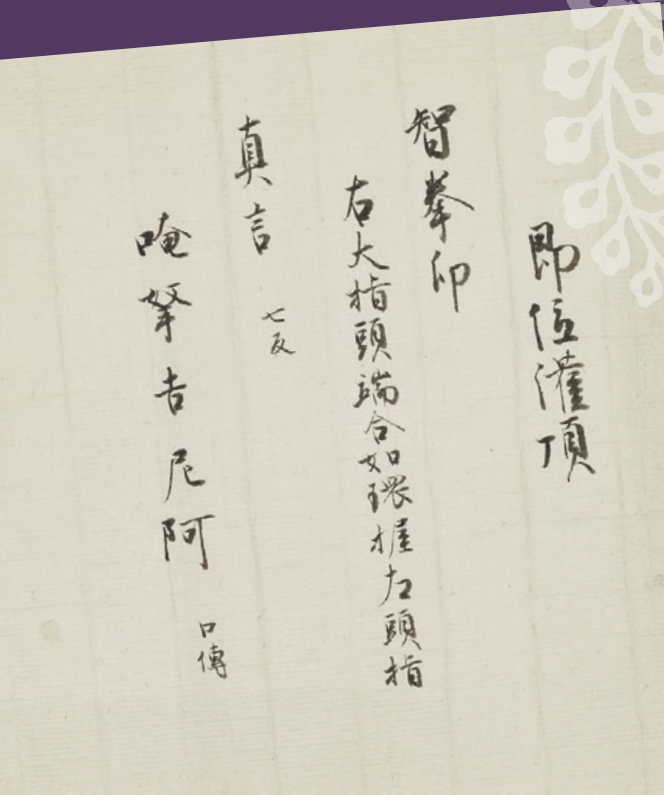 即位灌頂
智拳印
右大指頭端合如環握左頭指
真言 七反
唵拏吉尼阿 口傳